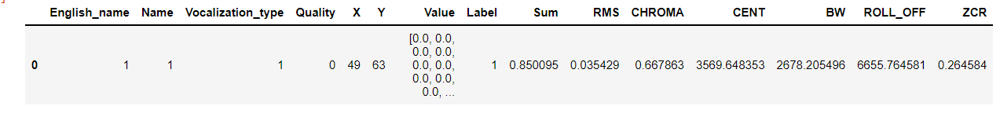 English_name Name Vocalization_type Quality X Y Value Label Sum RMS CHROMA CENT BW ROLL_OFF ZCR
[0.0, 0.0,
0.0, 0.0,
0 1 1 1 0 49 63 0.0, 0.0, 1 0.850095 0.035429 0.667863 3569.648353 2678.205496 6655.764581 0.264584
0.0, 0.0,
0.0, ...